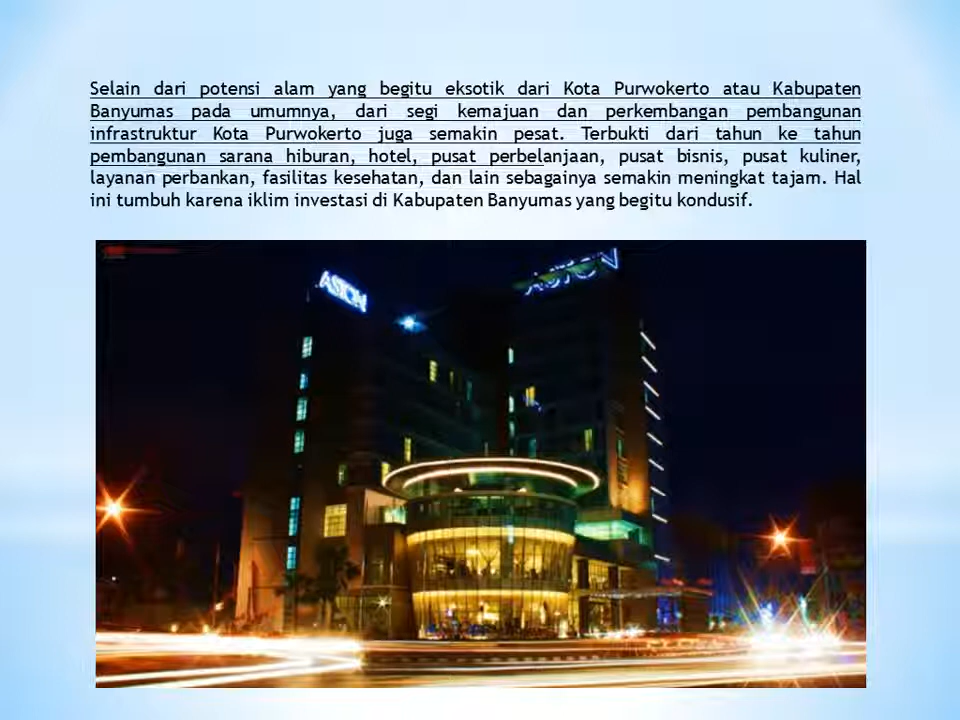 Selain dari potensi alam yang begitu eksotik dari Kota Purwokerto atau Kabupaten
Banyumas pada umumnya, dari segi kemajuan dan perkembangan pembangunan
infrastruktur Kota Purwokerto juga semakin pesat. Terbukti dari tahun ke tahun
pembangunan sarana hiburan, hotel, pusat perbelanjaan, pusat bisnis, pusat kuliner,
layanan perbankan, fasilitas kesehatan, dan lain sebagainya semakin meningkat tajam. Hal
ini tumbuh karena iklim investasi di Kabupaten Banyumas yang begitu kondusif.
ASTON
ASTON